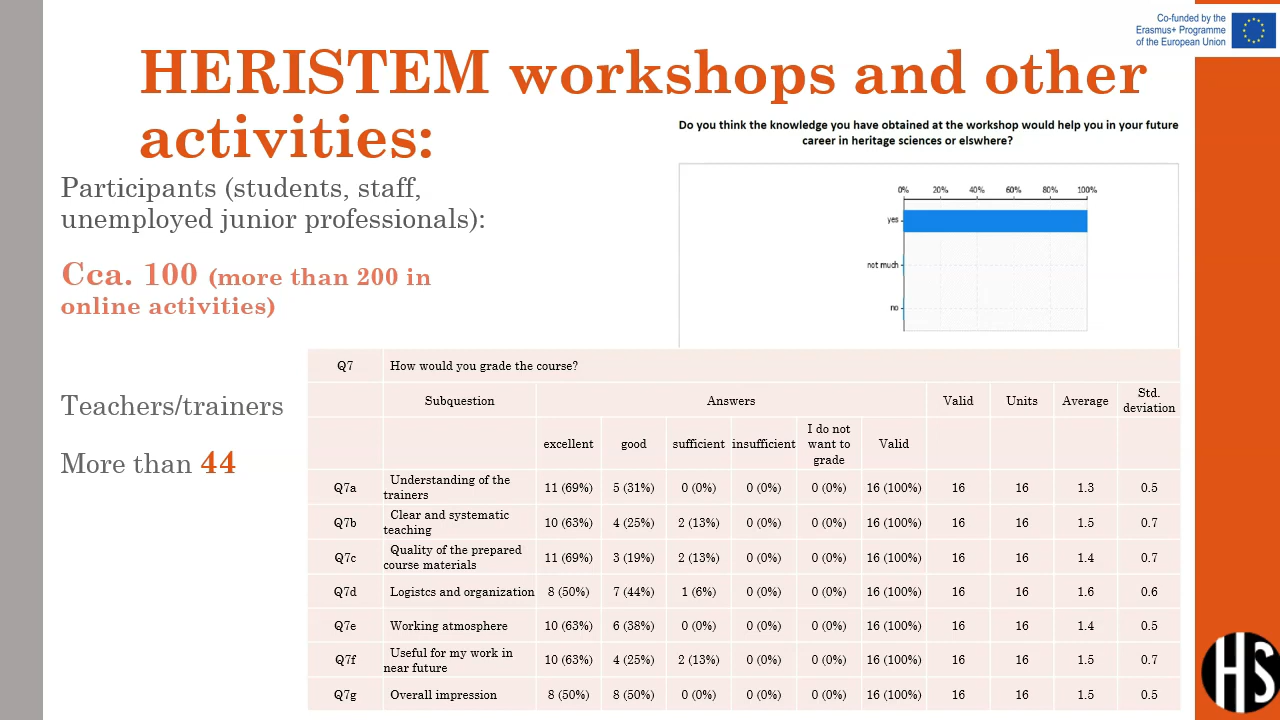 Co-funded by the
Erasmus+ Programme
of the European Union
HERISTEM workshops and other
activities:
Participants (students, staff,
unemployed junior professionals):
Cca. 100 (more than 200 in
online activities)
Teachers/trainers
More than 44
Do you think the knowledge you have obtained at the workshop would help you in your future
career in heritage sciences or elswhere?
0% 20% 40% 60% 80% 100%
yes
not much
no
Q7 How would you grade the course?
Subquestion Answers Valid Units Average Std. deviation
excellent good sufficient insufficient I do not want to grade Valid
Q7a Understanding of the trainers 11 (69%) 5 (31%) 0 (0%) 0 (0%) 0 (0%) 16 (100%) 16 16 1.3 0.5
Q7b Clear and systematic teaching 10 (63%) 4 (25%) 2 (13%) 0 (0%) 0 (0%) 16 (100%) 16 16 1.5 0.7
Q7c Quality of the prepared course materials 11 (69%) 3 (19%) 2 (13%) 0 (0%) 0 (0%) 16 (100%) 16 16 1.4 0.7
Q7d Logistcs and organization 8 (50%) 7 (44%) 1 (6%) 0 (0%) 0 (0%) 16 (100%) 16 16 1.6 0.6
Q7e Working atmosphere 10 (63%) 6 (38%) 0 (0%) 0 (0%) 0 (0%) 16 (100%) 16 16 1.4 0.5
Q7f Useful for my work in near future 10 (63%) 4 (25%) 2 (13%) 0 (0%) 0 (0%) 16 (100%) 16 16 1.5 0.7
Q7g Overall impression 8 (50%) 8 (50%) 0 (0%) 0 (0%) 0 (0%) 16 (100%) 16 16 1.5 0.5
HS